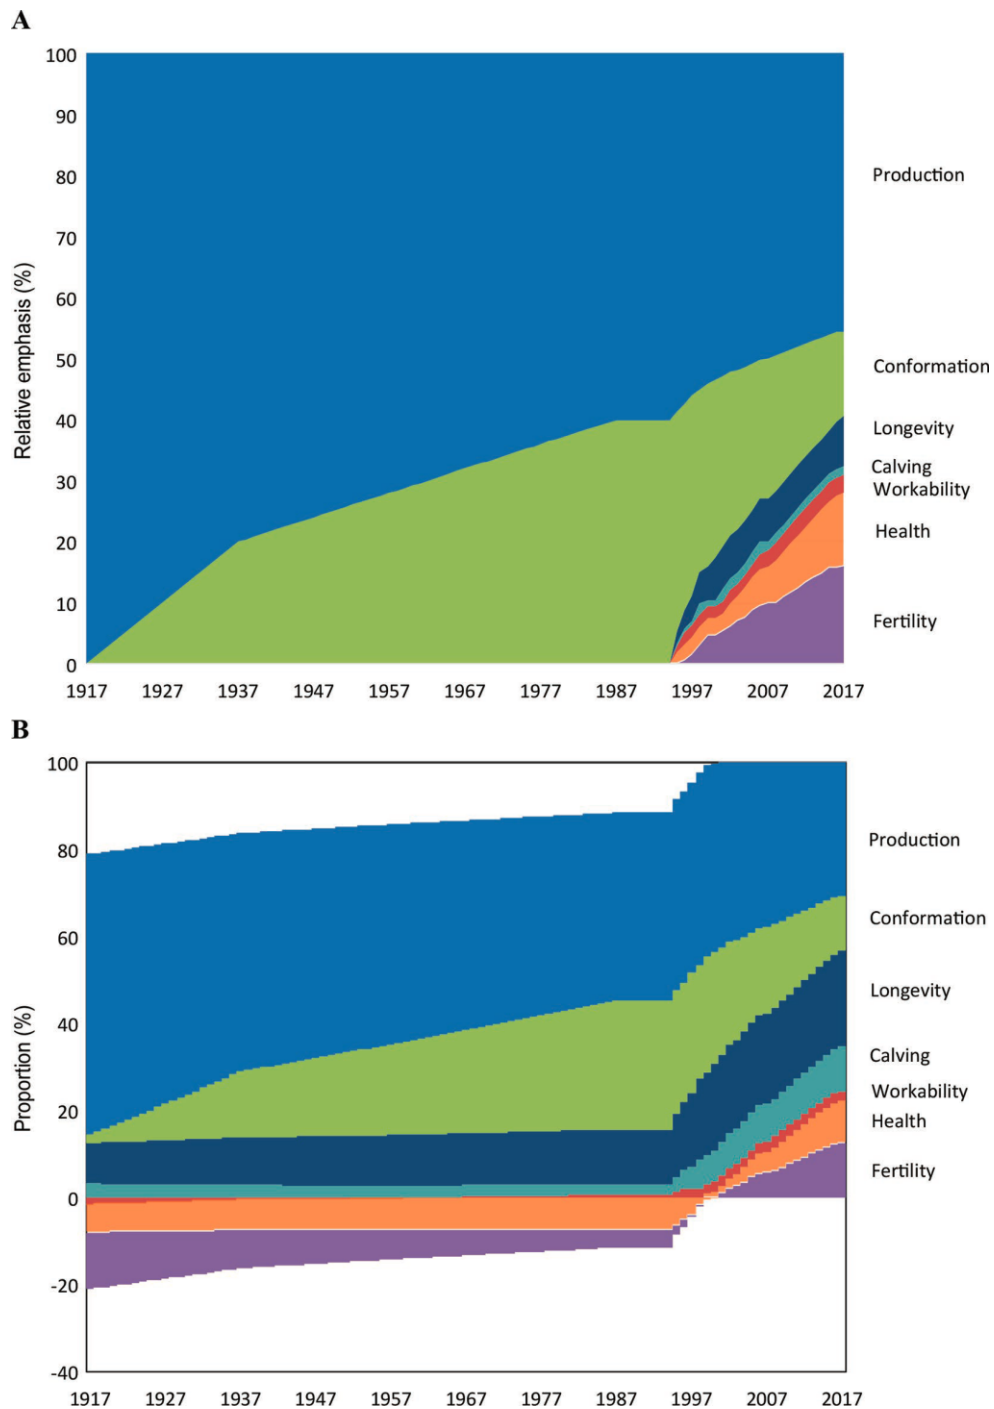 A
Relative emphasis (%)
100
90
80
70
60
50
40
30
20
10
0
Production
Conformation
Longevity
Calving
Workability
Health
Fertility
1917 1927 1937 1947 1957 1967 1977 1987 1997 2007 2017
B
Proportion (%)
100
80
60
40
20
0
-20
-40
Production
Conformation
Longevity
Calving
Workability
Health
Fertility
1917 1927 1937 1947 1957 1967 1977 1987 1997 2007 2017